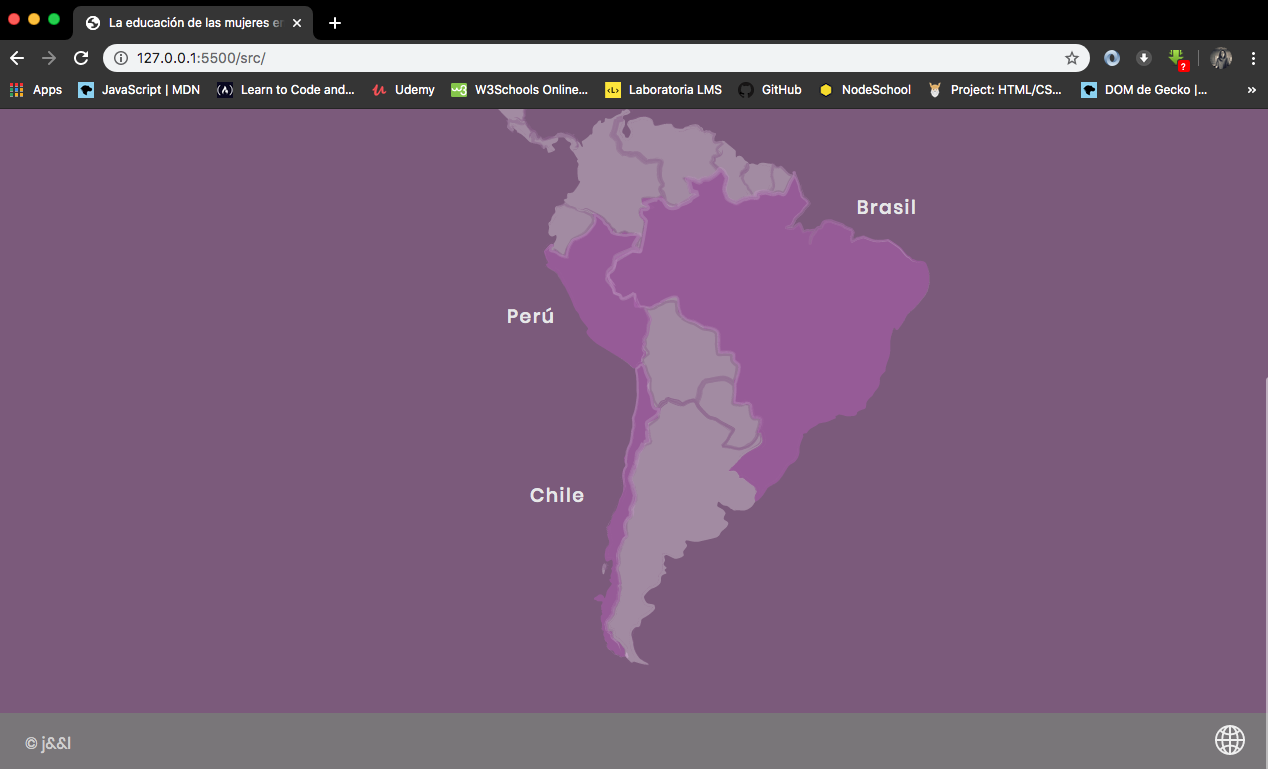 La educación de las mujeres en
127.0.0.1:5500/src/
Apps JavaScript | MDN Learn to Code and... Udemy W3Schools Online... Laboratoria LMS GitHub NodeSchool Project: HTML/CS... DOM de Gecko |... »
Brasil
Perú
Chile
© j&&l